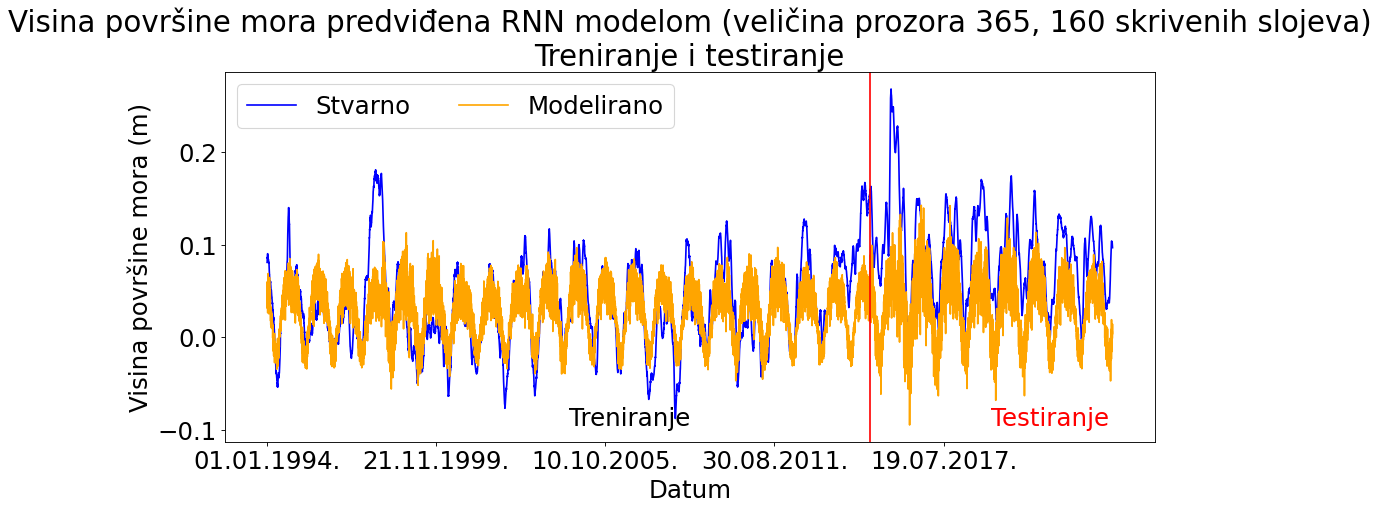 Visina površine mora predviđena RNN modelom (veličina prozora 365, 160 skrivenih slojeva)
Treniranje i testiranje
Stvarno
Modelirano
Visina površine mora (m)
0.2
0.1
0.0
−0.1
Treniranje
Testiranje
01.01.1994.
21.11.1999.
10.10.2005.
30.08.2011.
19.07.2017.
Datum